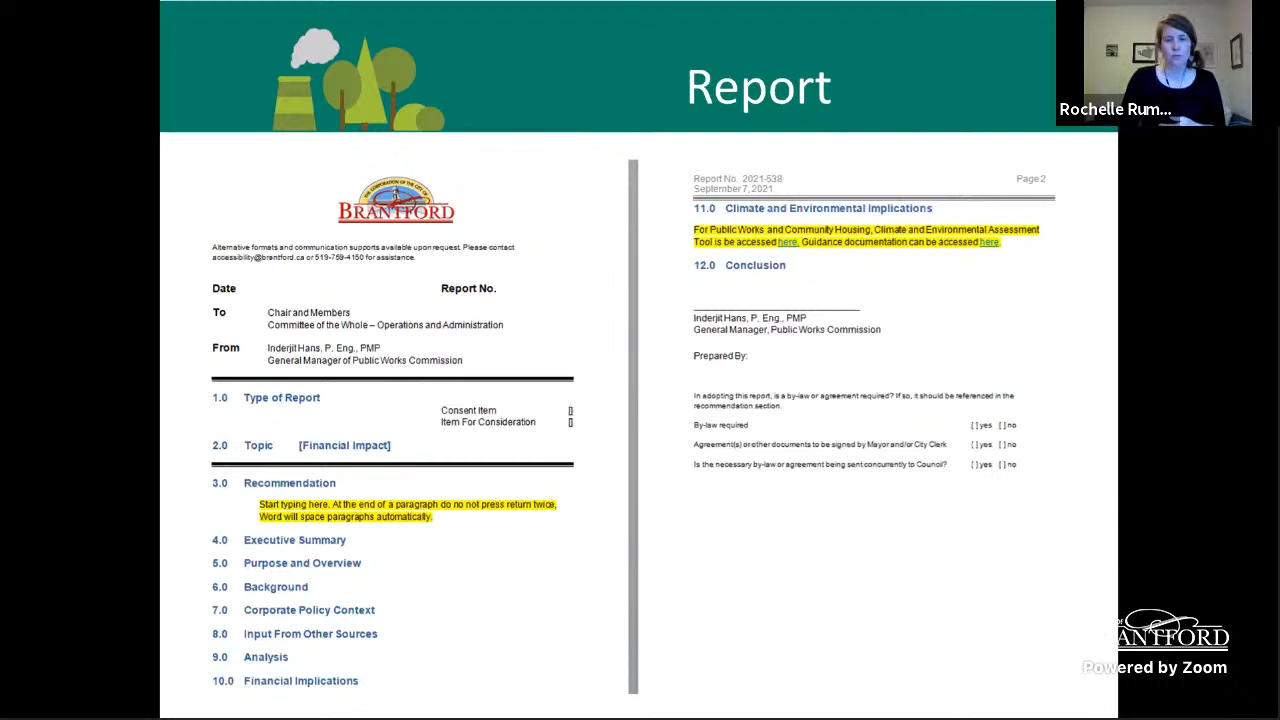 Report
Rochelle Rum...
THE CORPORATION OF THE CITY OF
BRANTFORD
Alternative formats and communication supports available upon request. Please contact
accessibility@brantford.ca or 519-759-4150 for assistance.
Date Report No.
To Chair and Members
Committee of the Whole – Operations and Administration
From Inderjit Hans, P. Eng., PMP
General Manager of Public Works Commission
1.0 Type of Report
Consent Item []
Item For Consideration []
2.0 Topic [Financial Impact]
3.0 Recommendation
Start typing here. At the end of a paragraph do no not press return twice,
Word will space paragraphs automatically.
4.0 Executive Summary
5.0 Purpose and Overview
6.0 Background
7.0 Corporate Policy Context
8.0 Input From Other Sources
9.0 Analysis
10.0 Financial Implications
Report No. 2021-538 Page 2
September 7, 2021
11.0 Climate and Environmental Implications
For Public Works and Community Housing, Climate and Environmental Assessment
Tool is be accessed here. Guidance documentation can be accessed here.
12.0 Conclusion
Inderjit Hans, P. Eng., PMP
General Manager, Public Works Commission
Prepared By:
In adopting this report, is a by-law or agreement required? If so, it should be referenced in the
recommendation section.
By-law required [ ] yes [ ] no
Agreement(s) or other documents to be signed by Mayor and/or City Clerk [ ] yes [ ] no
Is the necessary by-law or agreement being sent concurrently to Council? [ ] yes [ ] no
ANTFORD
Powered by Zoom